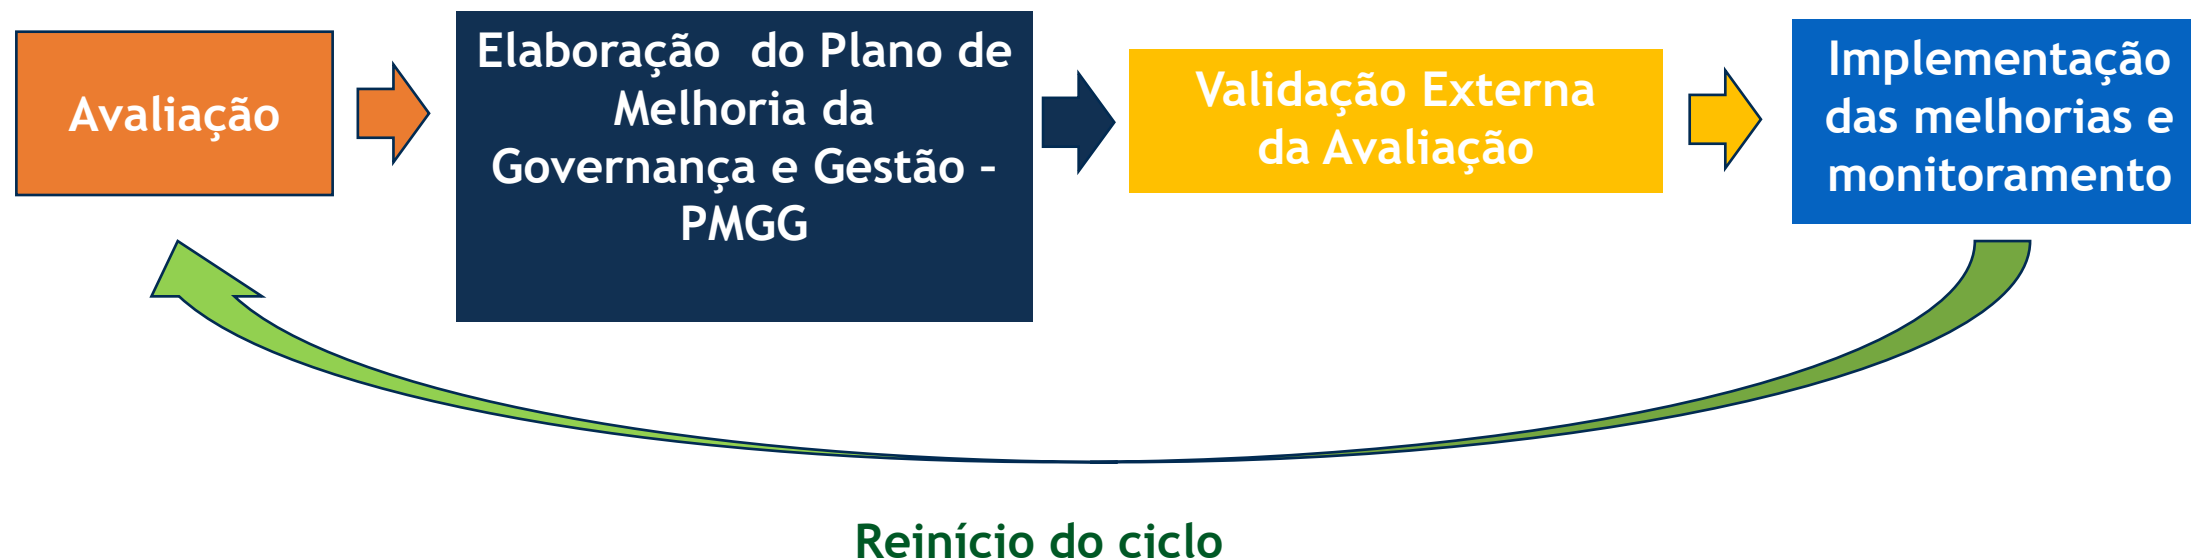 Avaliação
Elaboração do Plano de
Melhoria da
Governança e Gestão –
PMGG
Validação Externa
da Avaliação
Implementação
das melhorias e
monitoramento
Reinício do ciclo